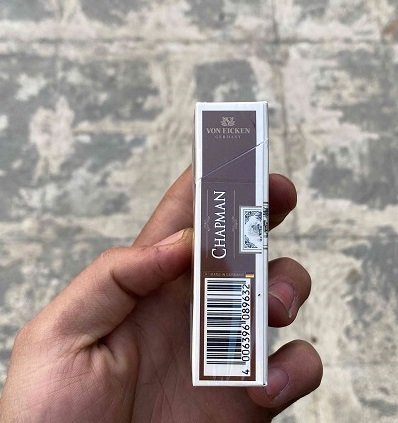 VON EICKEN
GERMANY
CHAPMAN
MADE IN GERMANY
4 006396 089632